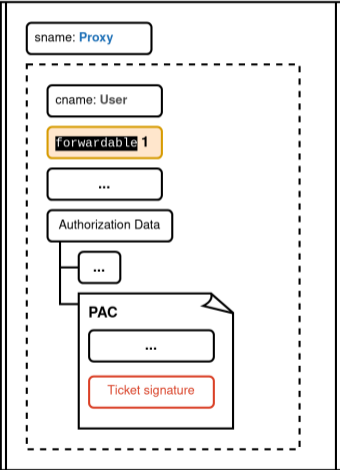 sname: Proxy
cname: User
forwardable 1
...
Authorization Data
...
PAC
...
Ticket signature